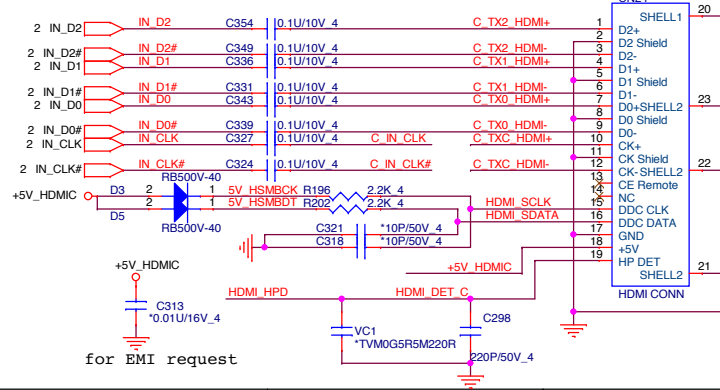 CN21
20
SHELL1
2 IN_D2 IN_D2 C354 0.1U/10V_4 C_TX2_HDMI+ 1 D2+
2 D2 Shield
2 IN_D2# IN_D2# C349 0.1U/10V_4 C_TX2_HDMI- 3 D2-
2 IN_D1 IN_D1 C336 0.1U/10V_4 C_TX1_HDMI+ 4 D1+
5 D1 Shield
2 IN_D1# IN_D1# C331 0.1U/10V_4 C_TX1_HDMI- 6 D1-
2 IN_D0 IN_D0 C343 0.1U/10V_4 C_TX0_HDMI+ 7 D0+SHELL2 23
8 D0 Shield
2 IN_D0# IN_D0# C339 0.1U/10V_4 C_TX0_HDMI- 9 D0-
2 IN_CLK IN_CLK C327 0.1U/10V_4 C_IN_CLK C_TXC_HDMI+ 10 CK+
11 CK Shield
2 IN_CLK# IN_CLK# C324 0.1U/10V_4 C_IN_CLK# C_TXC_HDMI- 12 CK-SHELL2 22
RB500V-40
13 CE Remote
+5V_HDMIC D3 2 1 5V_HSMBCK R196 2.2K_4 14 NC
D5 2 1 5V_HSMBDT R202 2.2K_4 HDMI_SCLK 15 DDC CLK
RB500V-40
HDMI_SDATA 16 DDC DATA
C321 *10P/50V_4 17 GND
C318 *10P/50V_4 18 +5V
19 HP DET
+5V_HDMIC +5V_HDMIC SHELL2 21
HDMI_HPD HDMI_DET_C HDMI CONN
C313
*0.01U/16V_4
C298
VC1
*TVM0G5R5M220R
220P/50V_4
for EMI request